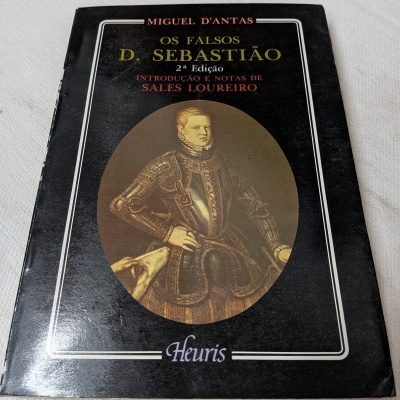 MIGUEL D'ANTAS
OS FALSOS
D. SEBASTIÃO
2ª Edição
INTRODUÇÃO E NOTAS DE
SALES LOUREIRO
Heuris